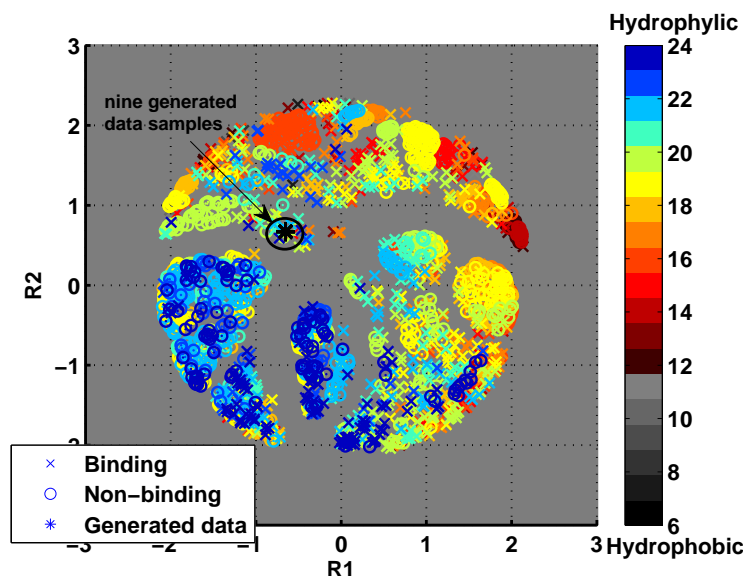 Hydrophylic
3
2
1
0
−1
−2
−3
−2
−1
0
1
2
3
R2
R1
nine generated
data samples
Binding
Non−binding
Generated data
24
22
20
18
16
14
12
10
8
6
Hydrophobic